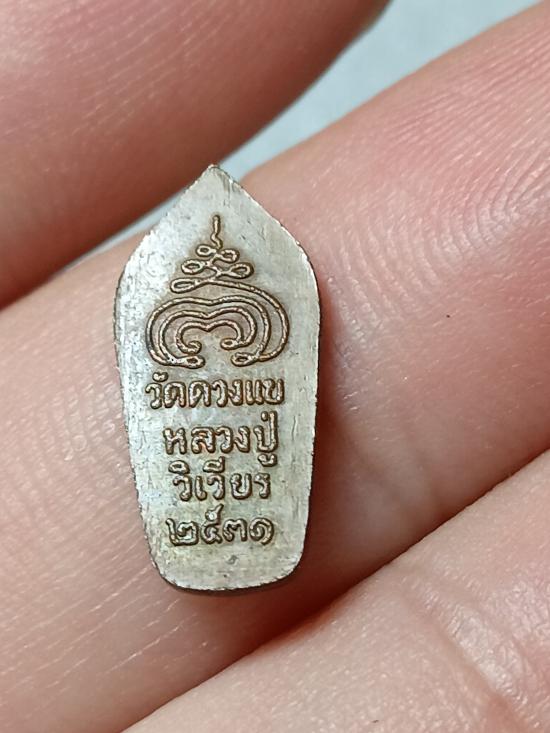 วัดดวงแข
หลวงปู่
วิเวียร
๒๕๓๑